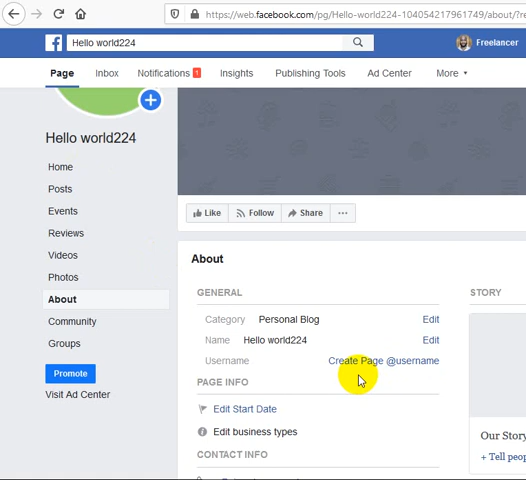 https://web.facebook.com/pg/Hello-world224-104054217961749/about/?re
Hello world224
Freelancer
Page Inbox Notifications 1 Insights Publishing Tools Ad Center More
Hello world224
Home
Posts
Events
Reviews
Videos
Photos
About
Community
Groups
Promote
Visit Ad Center
Like Follow Share ...
About
GENERAL
Category Personal Blog Edit
Name Hello world224 Edit
Username Create Page @username
PAGE INFO
Edit Start Date
Edit business types
CONTACT INFO
STORY
Our Story
+ Tell peop